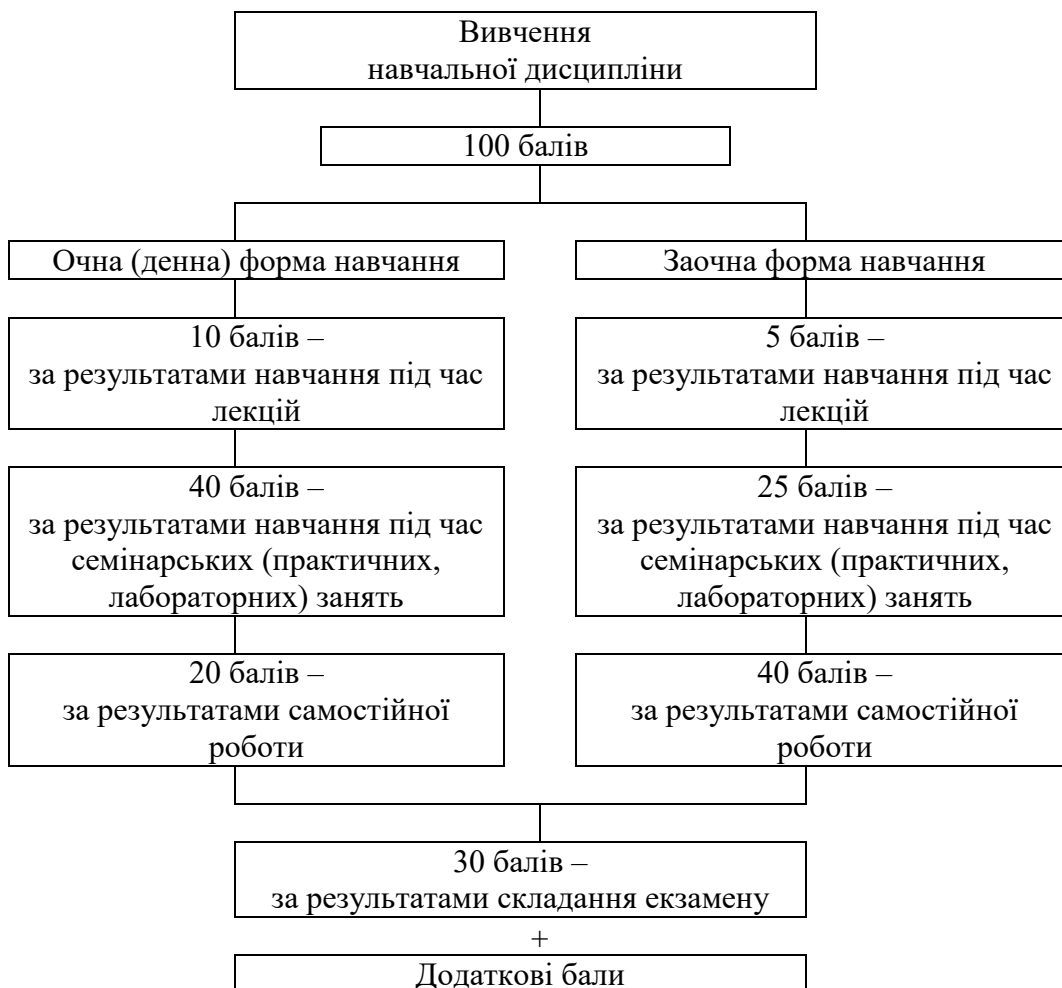 Вивчення
навчальної дисципліни
100 балів
Очна (денна) форма навчання
10 балів –
за результатами навчання під час
лекцій
40 балів –
за результатами навчання під час
семінарських (практичних,
лабораторних) занять
20 балів –
за результатами самостійної
роботи
Заочна форма навчання
5 балів –
за результатами навчання під час
лекцій
25 балів –
за результатами навчання під час
семінарських (практичних,
лабораторних) занять
40 балів –
за результатами самостійної
роботи
30 балів –
за результатами складання екзамену
+
Додаткові бали